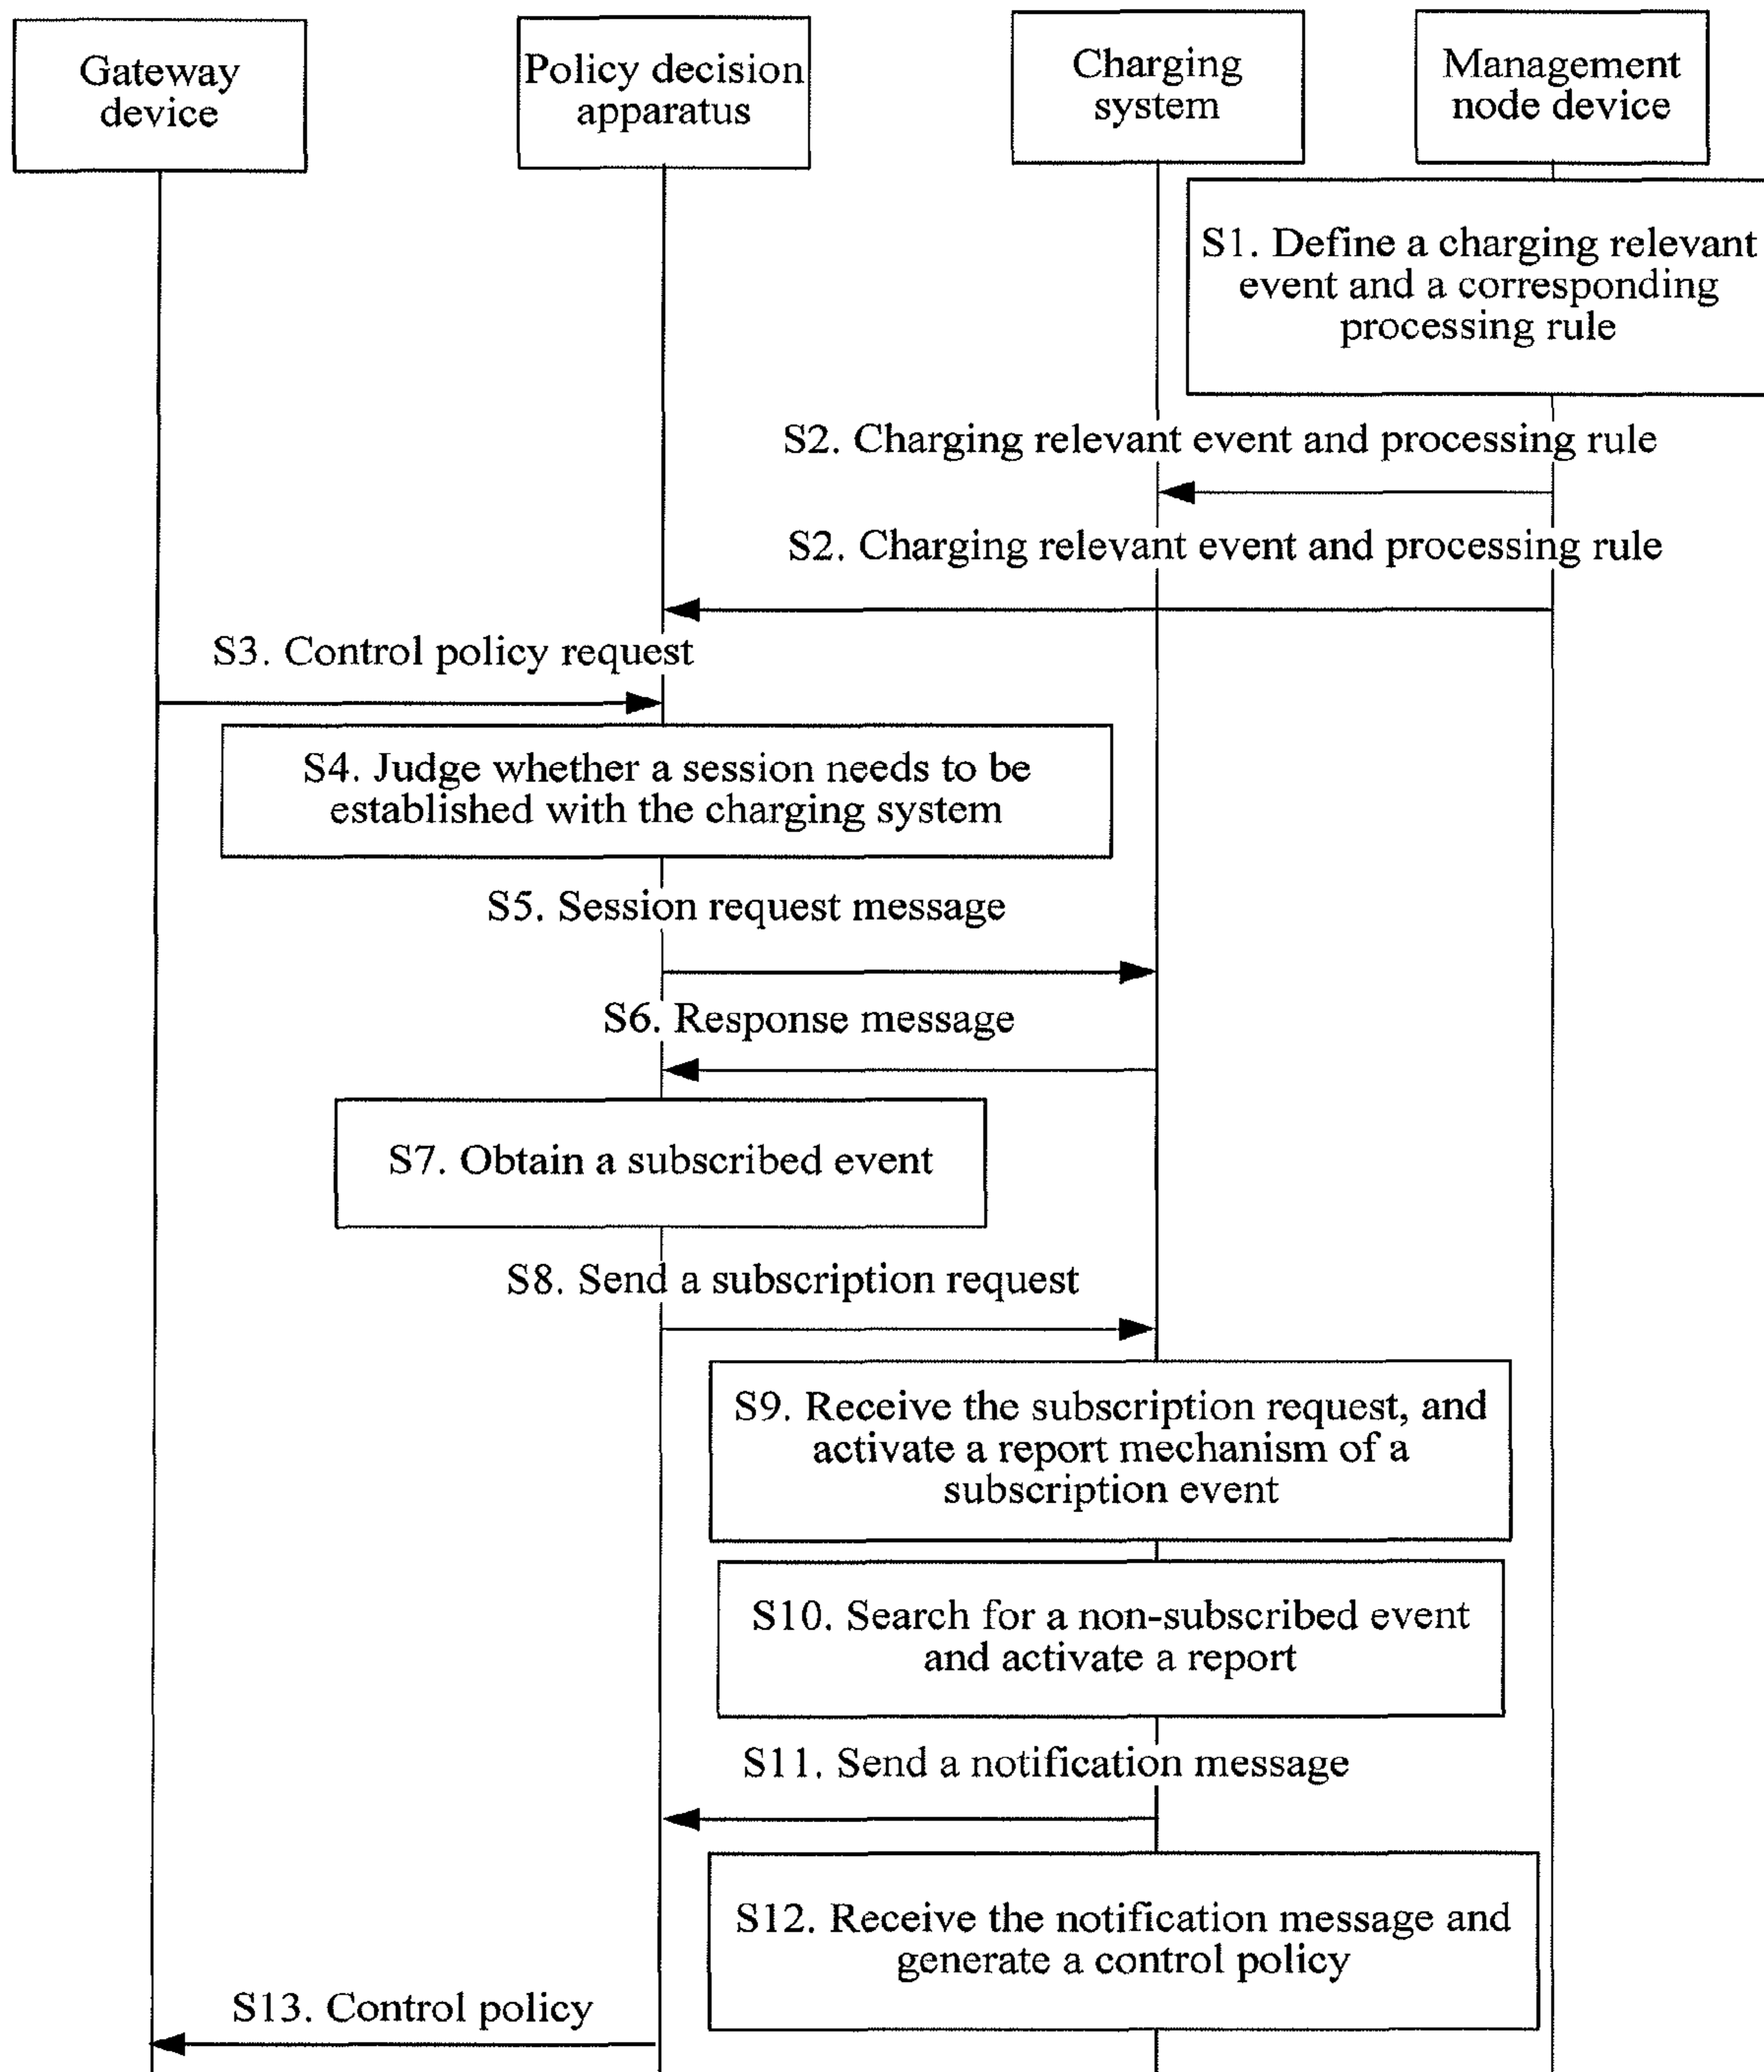 Gateway
device
Policy decision
apparatus
Charging
system
Management
node device
S1. Define a charging relevant
event and a corresponding
processing rule
S2. Charging relevant event and processing rule
S2. Charging relevant event and processing rule
S3. Control policy request
S4. Judge whether a session needs to be
established with the charging system
S5. Session request message
S6. Response message
S7. Obtain a subscribed event
S8. Send a subscription request
S9. Receive the subscription request, and
activate a report mechanism of a
subscription event
S10. Search for a non-subscribed event
and activate a report
S11. Send a notification message
S12. Receive the notification message and
generate a control policy
S13. Control policy